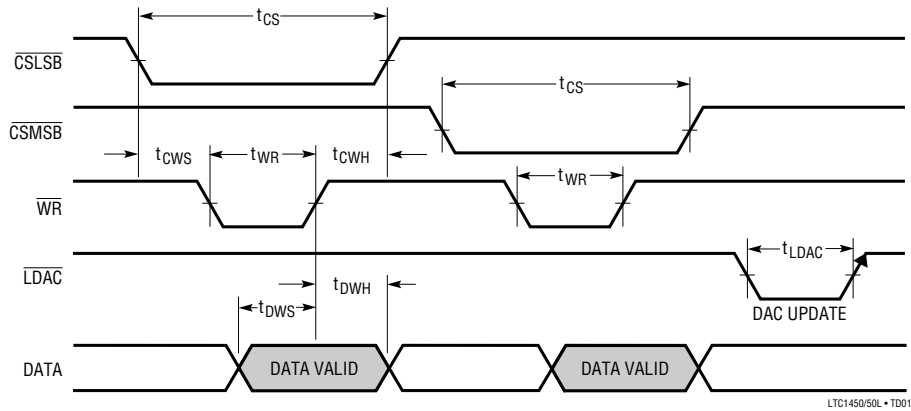 tCS
CSLSB
tCS
CSMSB
tCWS tWR tCWH
tWR
WR
tLDAC
LDAC
tDWH
tDWS
DAC UPDATE
DATA DATA VALID DATA VALID
LTC1450/50L • TD01